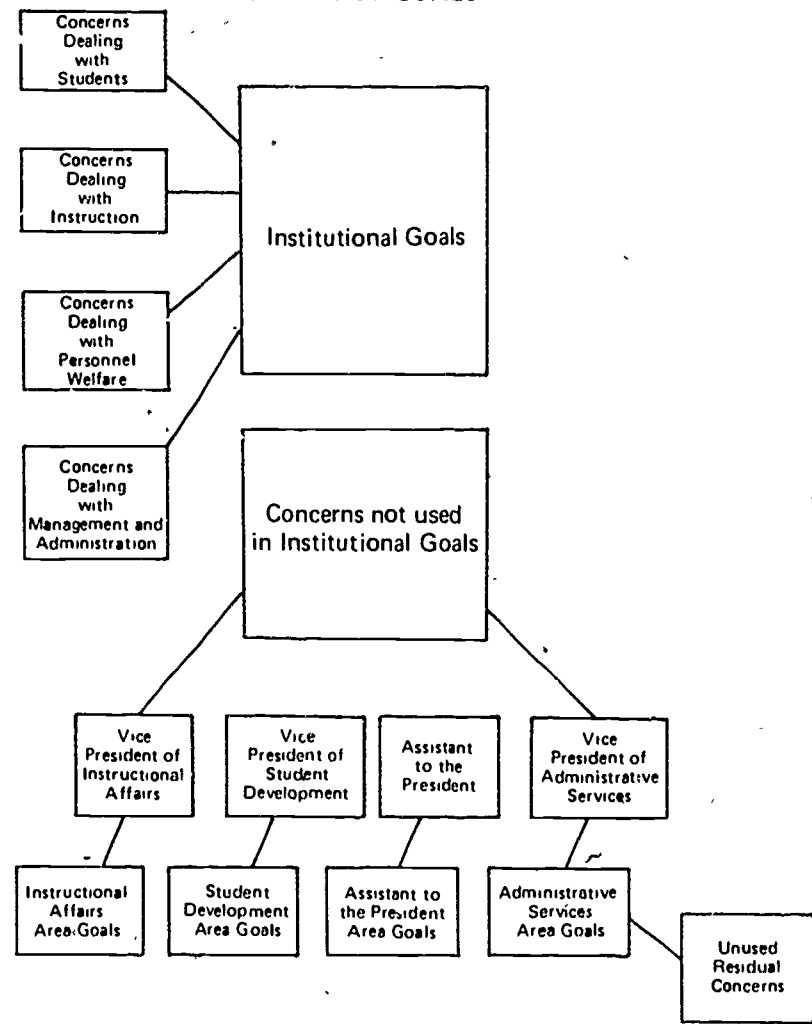 Concerns
Dealing
with
Students
Concerns
Dealing
with
Instruction
Institutional Goals
Concerns
Dealing
with
Personnel
Welfare
Concerns
Dealing
with
Management and
Administration
Concerns not used
in Institutional Goals
Vice
President of
Instructional
Affairs
Vice
President of
Student
Development
Assistant
to the
President
Vice
President of
Administrative
Services
Instructional
Affairs
Area Goals
Student
Development
Area Goals
Assistant to
the President
Area Goals
Administrative
Services
Area Goals
Unused
Residual
Concerns